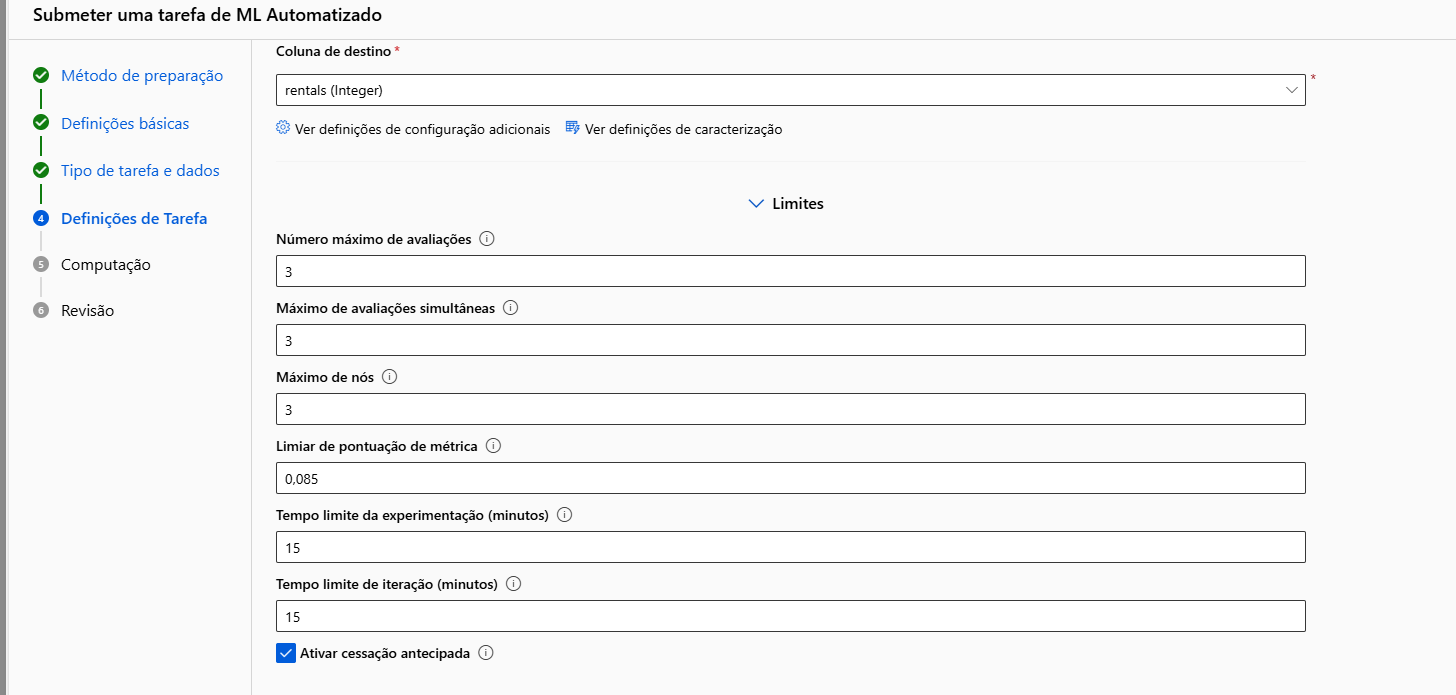 Submeter uma tarefa de ML Automatizado
Método de preparação
Definições básicas
Tipo de tarefa e dados
4 Definições de Tarefa
5 Computação
6 Revisão
Coluna de destino *
rentals (Integer) *
Ver definições de configuração adicionais Ver definições de caracterização
Limites
Número máximo de avaliações
3
Máximo de avaliações simultâneas
3
Máximo de nós
3
Limiar de pontuação de métrica
0,085
Tempo limite da experimentação (minutos)
15
Tempo limite de iteração (minutos)
15
Ativar cessação antecipada